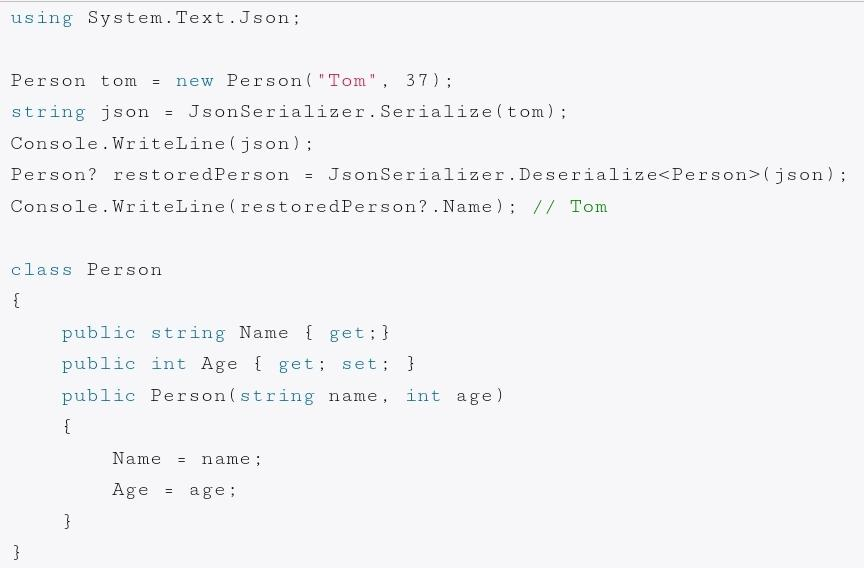 using System.Text.Json;
Person tom = new Person("Tom", 37);
string json = JsonSerializer.Serialize(tom);
Console.WriteLine(json);
Person? restoredPerson = JsonSerializer.Deserialize<Person>(json);
Console.WriteLine(restoredPerson?.Name); // Tom
class Person
{
    public string Name { get;}
    public int Age { get; set; }
    public Person(string name, int age)
    {
        Name = name;
        Age = age;
    }
}